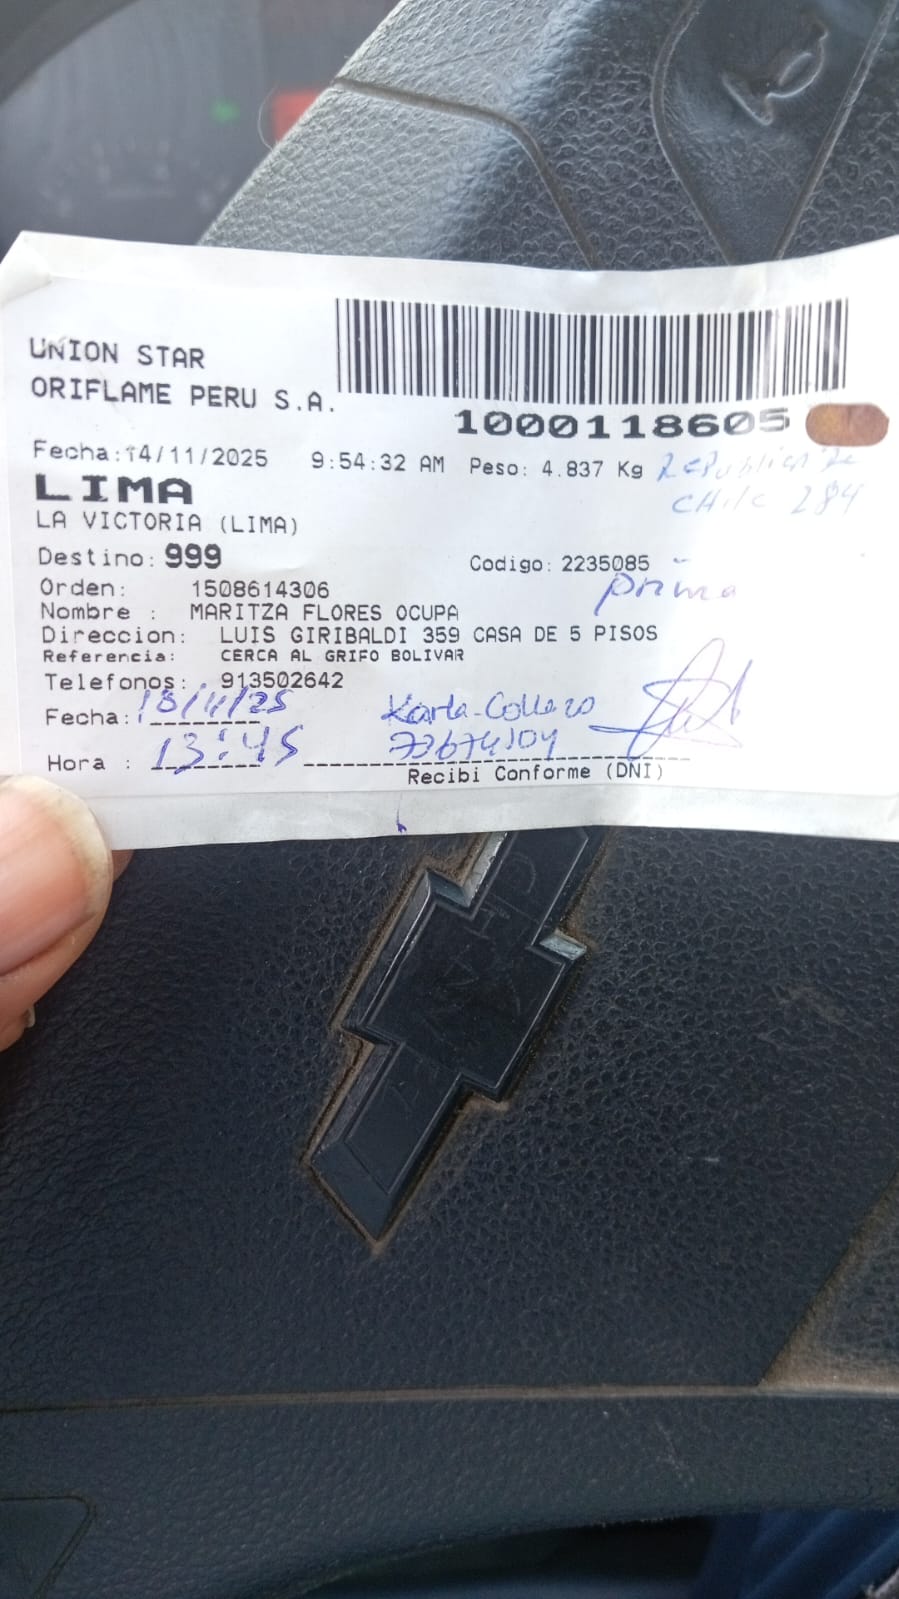 UNION STAR
ORIFLAME PERU S.A.
1000118605
Fecha:14/11/2025 9:54:32 AM Peso: 4.837 Kg
Republica de
CHile 284
LIMA
LA VICTORIA (LIMA)
Destino: 999 Codigo: 2235085
Orden: 1508614306
prima
Nombre : MARITZA FLORES OCUPA
Direccion: LUIS GIRIBALDI 359 CASA DE 5 PISOS
Referencia: CERCA AL GRIFO BOLIVAR
Telefonos: 913502642
Fecha: 18/11/25 Karla
Hora : 13:45
Recibi Conforme (DNI)